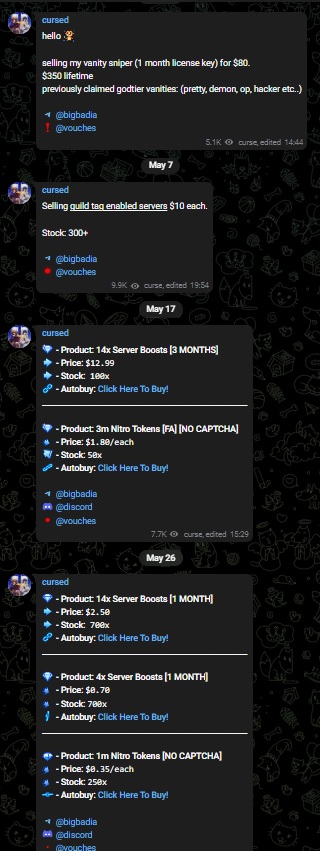 cursed
hello
selling my vanity sniper (1 month license key) for $80.
$350 lifetime
previously claimed godtier vanities: (pretty, demon, op, hacker etc..)
@bigbadia
@vouches
5.1K curse, edited 14:44
May 7
cursed
Selling guild tag enabled servers $10 each.
Stock: 300+
@bigbadia
@vouches
9.9K curse, edited 19:54
May 17
cursed
- Product: 14x Server Boosts [3 MONTHS]
- Price: $12.99
- Stock: 100x
- Autobuy: Click Here To Buy!
- Product: 3m Nitro Tokens [FA] [NO CAPTCHA]
- Price: $1.80/each
- Stock: 50x
- Autobuy: Click Here To Buy!
@bigbadia
@discord
@vouches
7.7K curse, edited 15:29
May 26
cursed
- Product: 14x Server Boosts [1 MONTH]
- Price: $2.50
- Stock: 700x
- Autobuy: Click Here To Buy!
- Product: 4x Server Boosts [1 MONTH]
- Price: $0.70
- Stock: 700x
- Autobuy: Click Here To Buy!
- Product: 1m Nitro Tokens [NO CAPTCHA]
- Price: $0.35/each
- Stock: 250x
- Autobuy: Click Here To Buy!
@bigbadia
@discord
@vouches